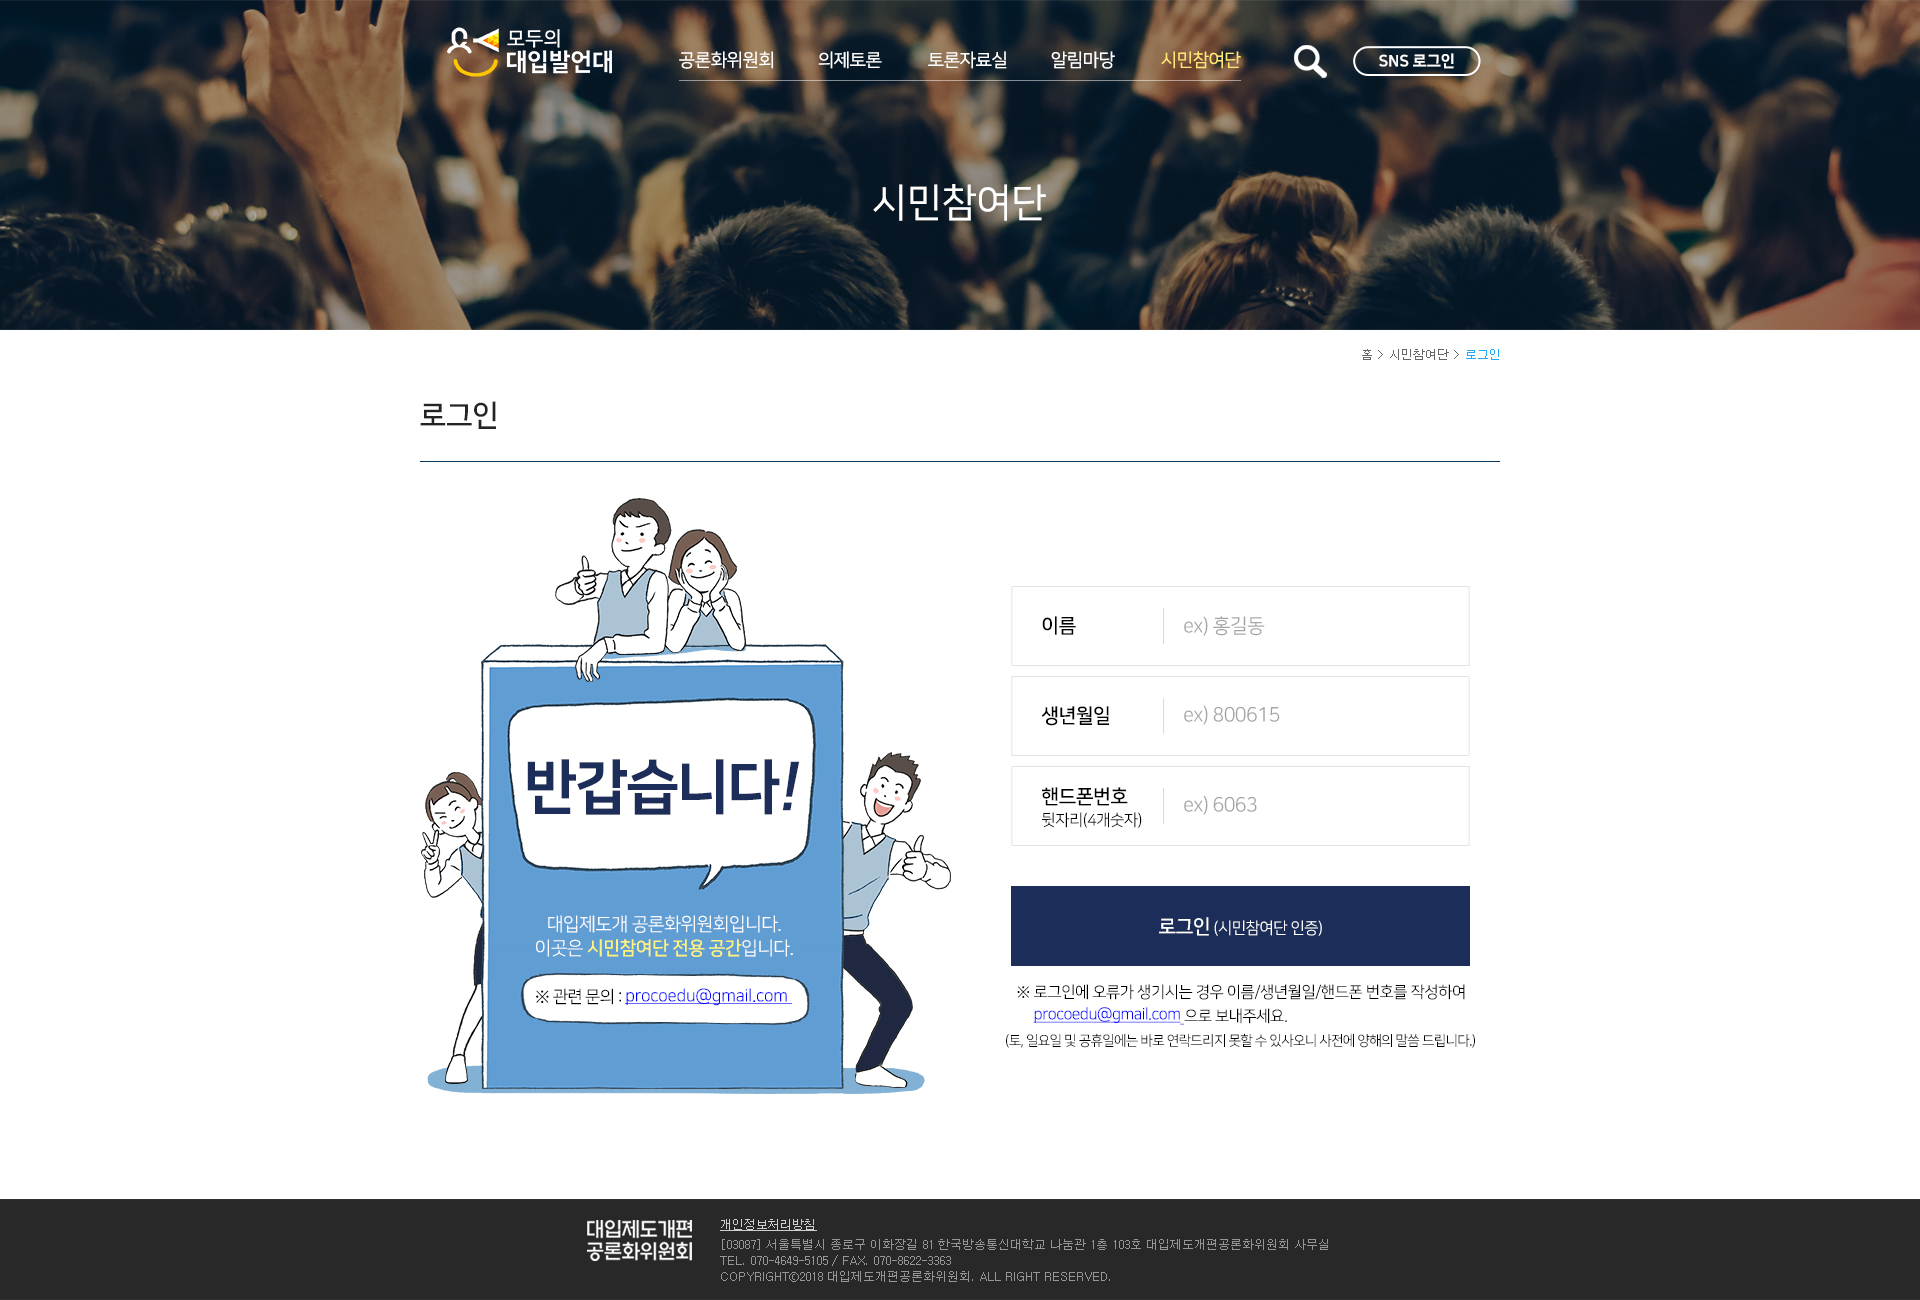 모두의
대입발언대
공론화위원회 의제토론 토론자료실 알림마당 시민참여단
SNS 로그인
시민참여단
홈 > 시민참여단 > 로그인
로그인
반갑습니다!
대입제도개 공론화위원회입니다.
이곳은 시민참여단 전용 공간입니다.
※ 관련 문의 : procoedu@gmail.com
이름 ex) 홍길동
생년월일 ex) 800615
핸드폰번호
뒷자리(4개숫자)
ex) 6063
로그인 (시민참여단 인증)
※ 로그인에 오류가 생기시는 경우 이름/생년월일/핸드폰 번호를 작성하여
procoedu@gmail.com 으로 보내주세요.
(토, 일요일 및 공휴일에는 바로 연락드리지 못할 수 있사오니 사전에 양해의 말씀 드립니다.)
대입제도개편
공론화위원회
개인정보처리방침
[03087] 서울특별시 종로구 이화장길 81 한국방송통신대학교 나눔관 1층 103호 대입제도개편공론화위원회 사무실
TEL. 070-4649-5105 / FAX. 070-8622-3363
COPYRIGHT©2018 대입제도개편공론화위원회. ALL RIGHT RESERVED.